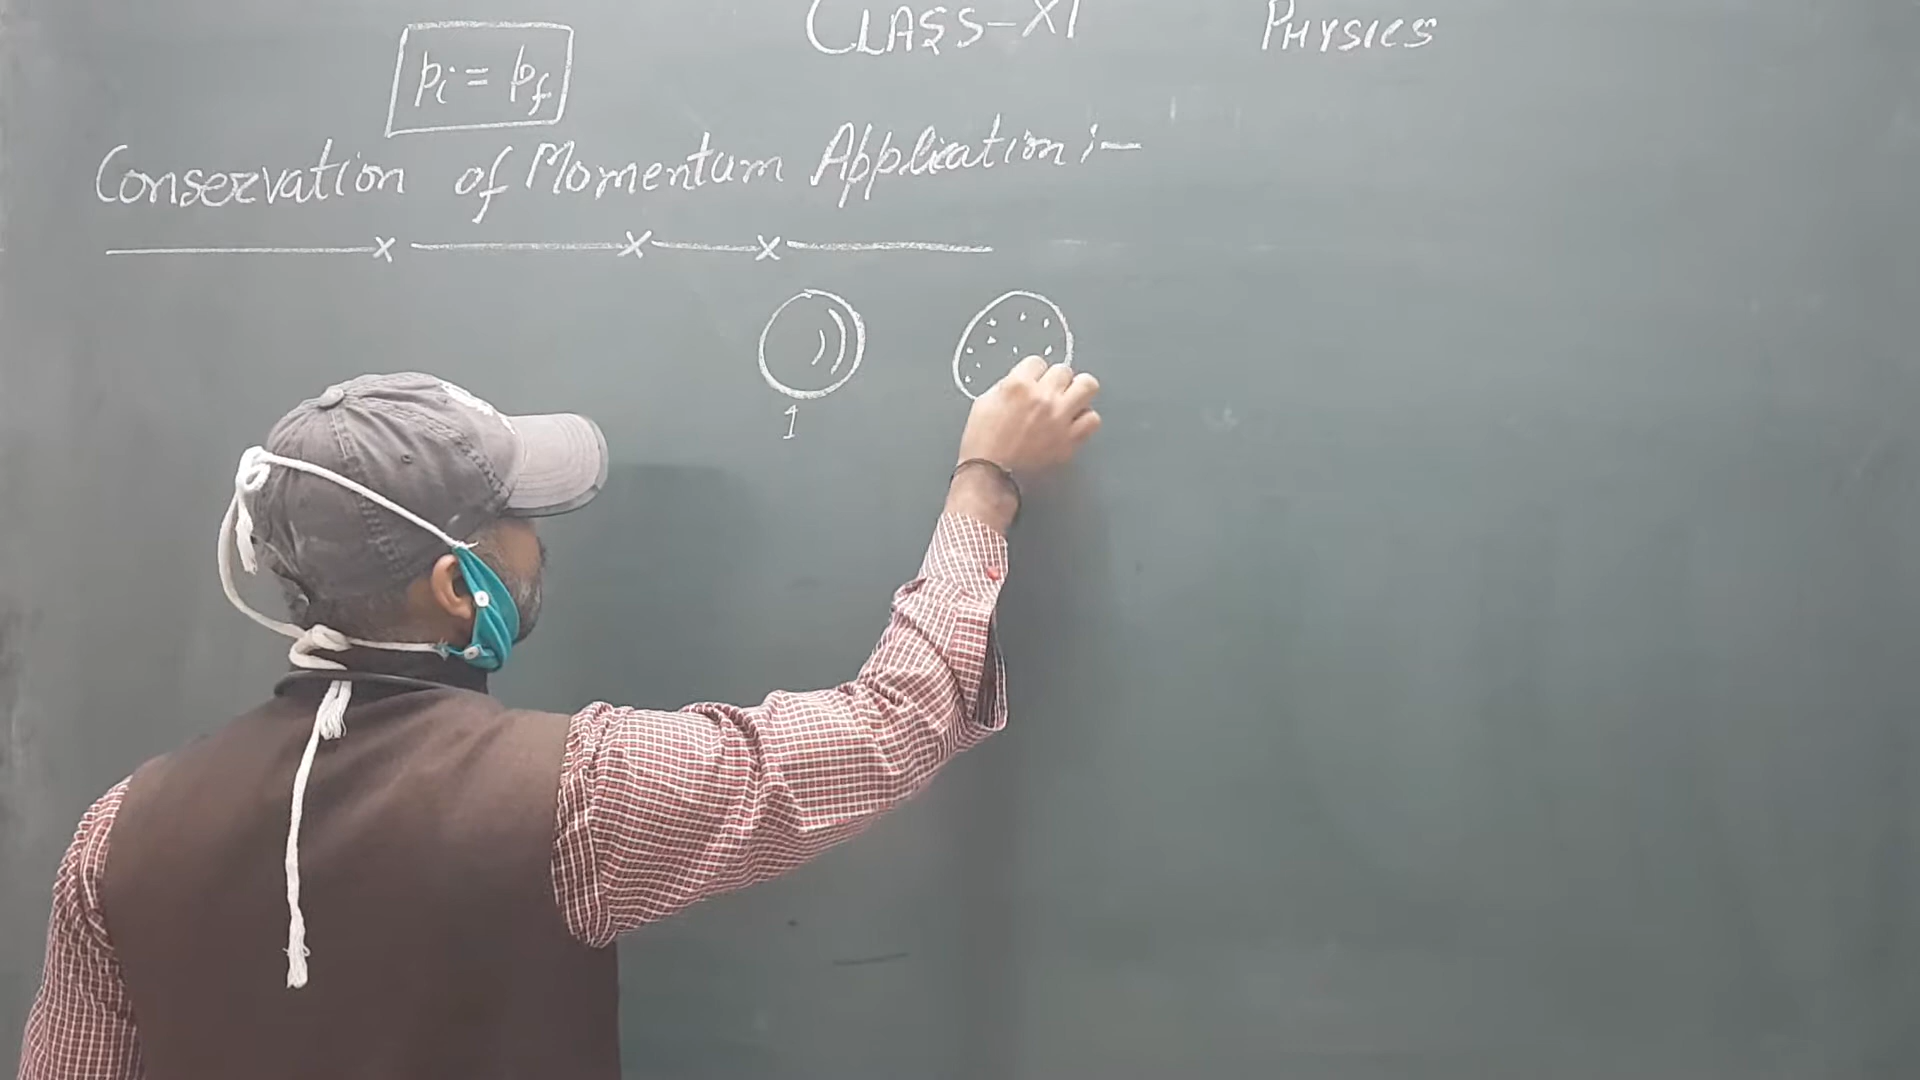 CLASS-XI PHYSICS
pi = pf
Conservation of Momentum Application :-
1